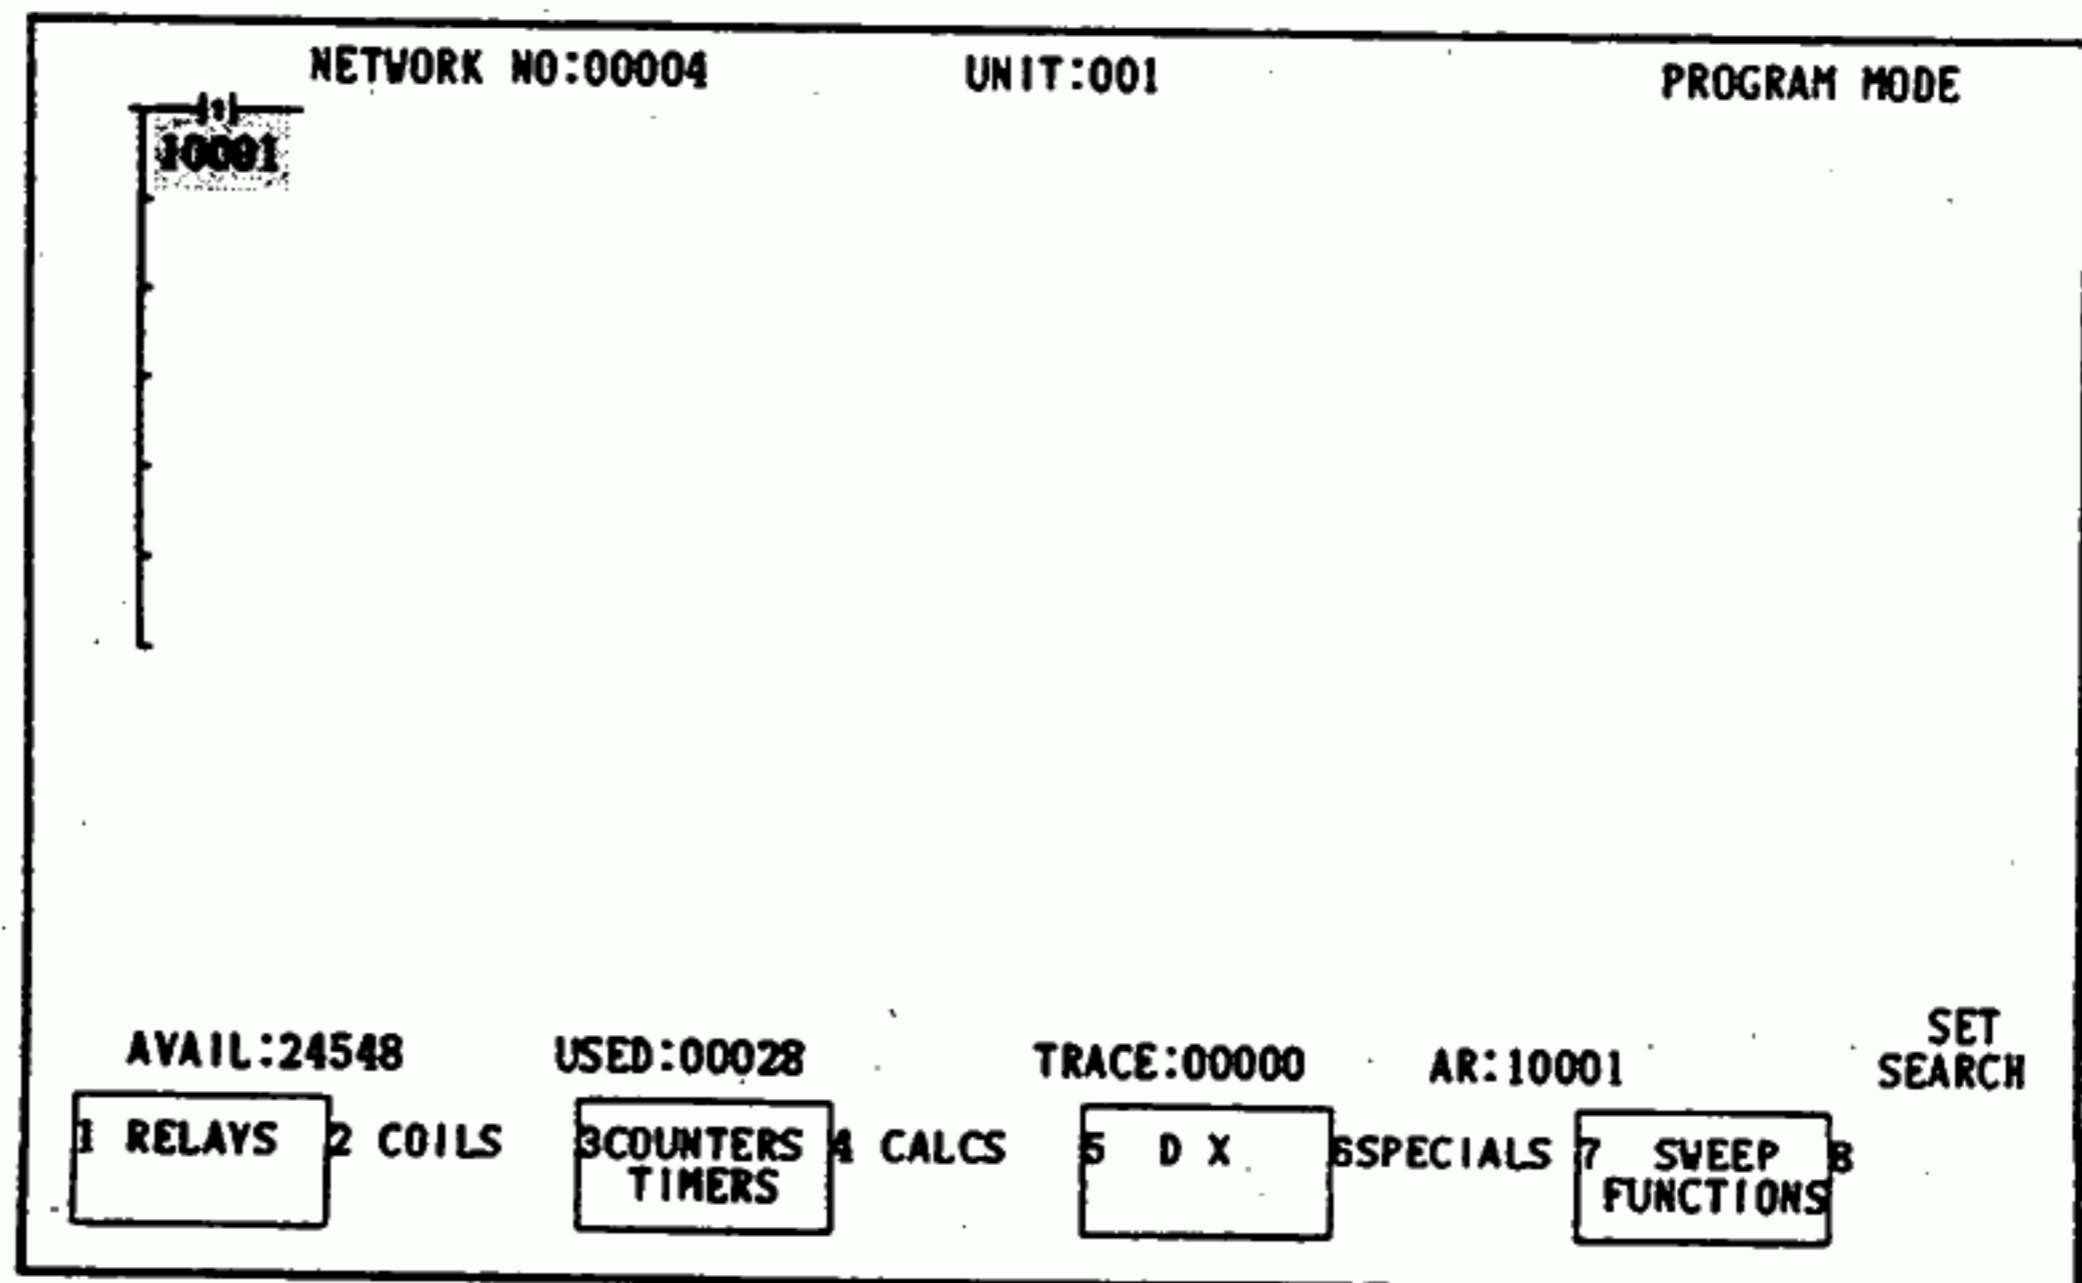 NETWORK NO:00004 UNIT:001 PROGRAM MODE
10001
SET
AVAIL:24548 USED:00028 TRACE:00000 AR:10001 SEARCH
1 RELAYS 2 COILS 3COUNTERS 4 CALCS 5 D X 6SPECIALS 7 SWEEP 8
TIMERS FUNCTIONS